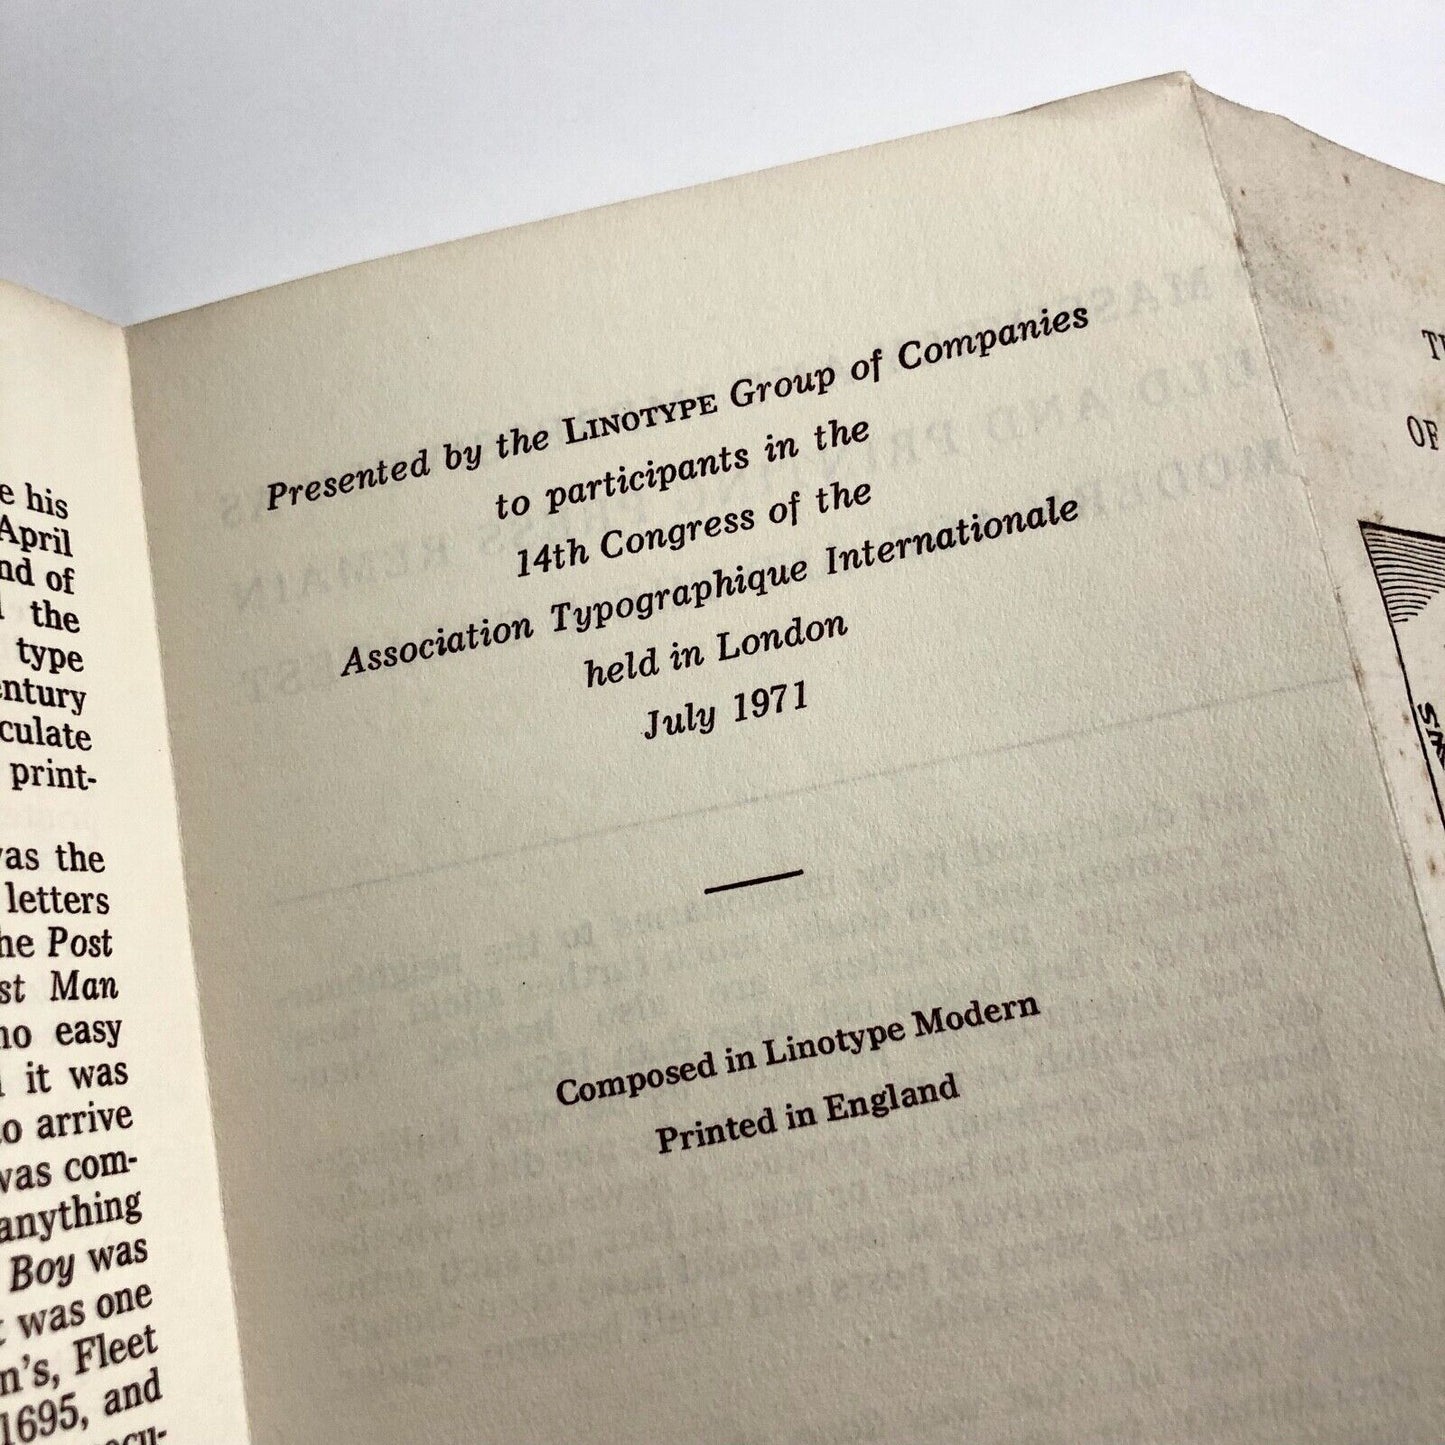 e his
April
nd of
the
type
entury
culate
print-
was the
letters
he Post
st Man
no easy
it was
to arrive
was com-
anything
Boy was
t was one
n's, Fleet
1695, and
ocu-
Presented by the LINOTYPE Group of Companies
to participants in the
14th Congress of the
Association Typographique Internationale
held in London
July 1971
Composed in Linotype Modern
Printed in England
OF